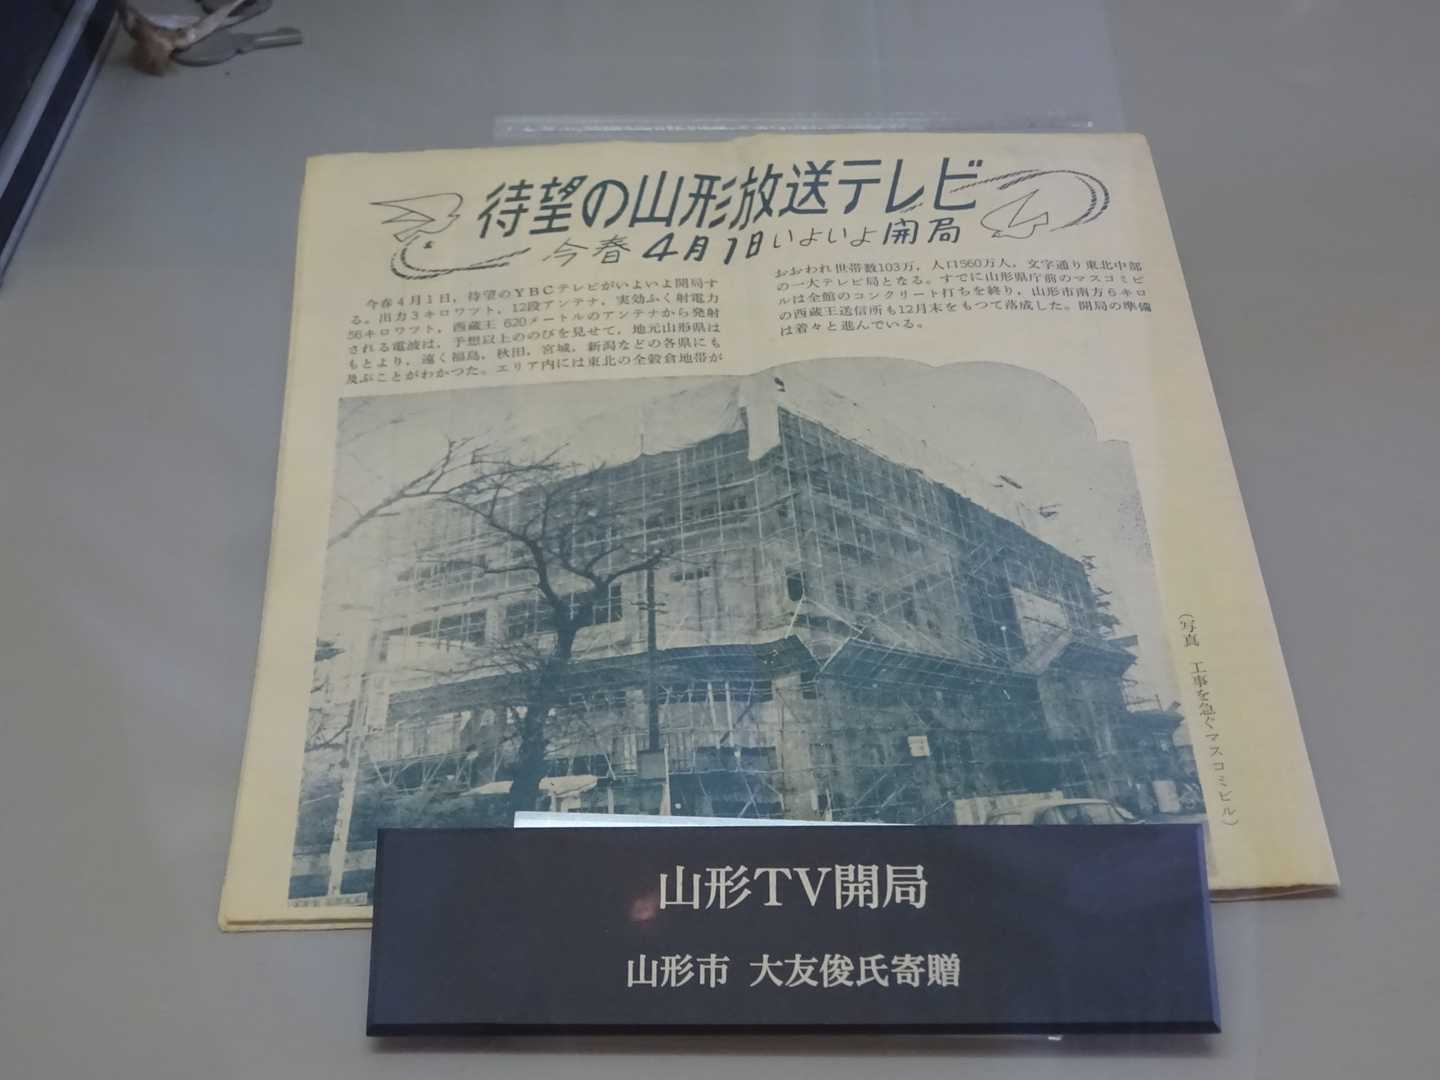 待望の山形放送テレビ
今春4月1日いよいよ開局
今春4月1日，待望のYBCテレビがいよいよ開局す
る。出力3キロワット，12段アンテナ，実効ふく射電力
56キロワット，西蔵王 620メートルのアンテナから発射
される電波は，予想以上ののびを見せて，地元山形県は
もとより，遠く福島，秋田，宮城，新潟などの各県にも
及ぶことがわかつた。エリア内には東北の全穀倉地帯が
おおわれ世帯数103万，人口560万人，文字通り東北中部
の一大テレビ局となる。すでに山形県庁前のマスコミビ
ルは全館のコンクリート打ちを終り，山形市南方6キロ
の西蔵王送信所も12月末をもつて落成した。開局の準備
は着々と進んでいる。
（写真 工事を急ぐマスコミビル）
山形TV開局
山形市 大友俊氏寄贈